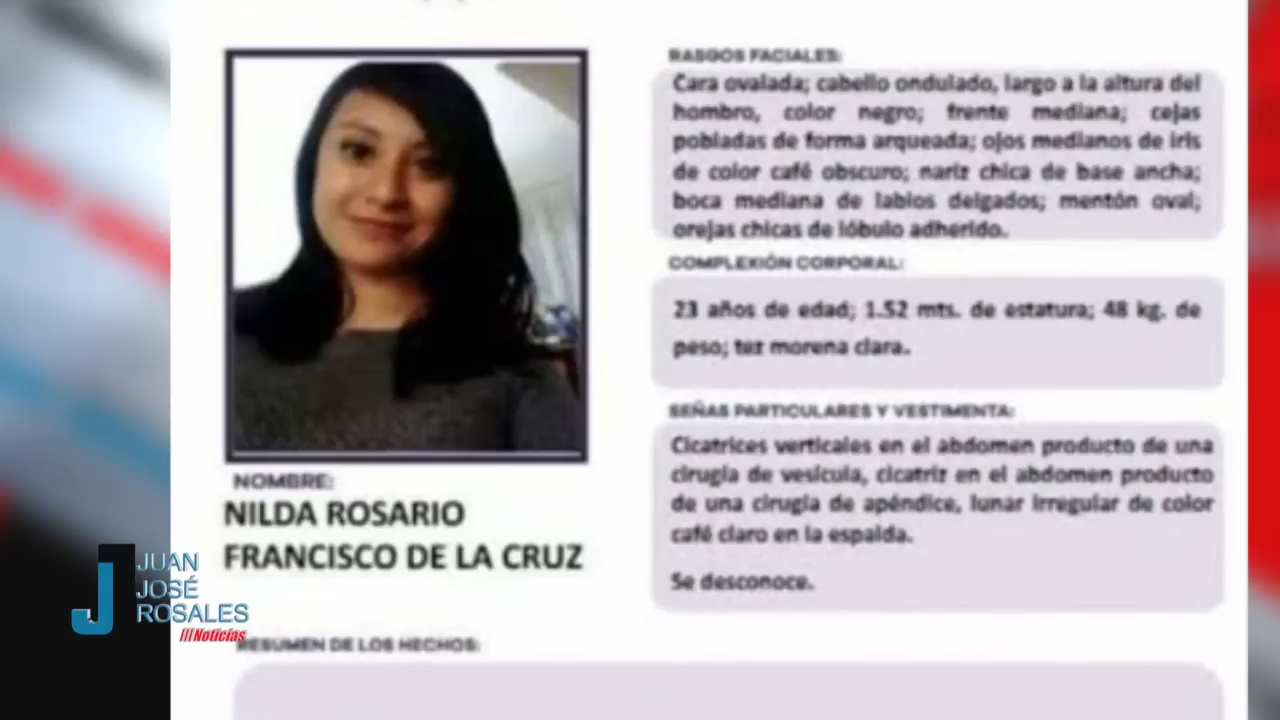 RASGOS FACIALES:
Cara ovalada; cabello ondulado, largo a la altura del
hombro, color negro; frente mediana; cejas
pobladas de forma arqueada; ojos medianos de iris
de color café obscuro; nariz chica de base ancha;
boca mediana de labios delgados; mentón oval;
orejas chicas de lóbulo adherido.
COMPLEXIÓN CORPORAL:
23 años de edad; 1.52 mts. de estatura; 48 kg. de
peso; tez morena clara.
SEÑAS PARTICULARES Y VESTIMENTA:
Cicatrices verticales en el abdomen producto de una
cirugía de vesícula, cicatriz en el abdomen producto
de una cirugía de apéndice, lunar irregular de color
café claro en la espalda.
Se desconoce.
NOMBRE:
NILDA ROSARIO
FRANCISCO DE LA CRUZ
J JUAN
JOSÉ
ROSALES
///Noticias
RESUMEN DE LOS HECHOS: